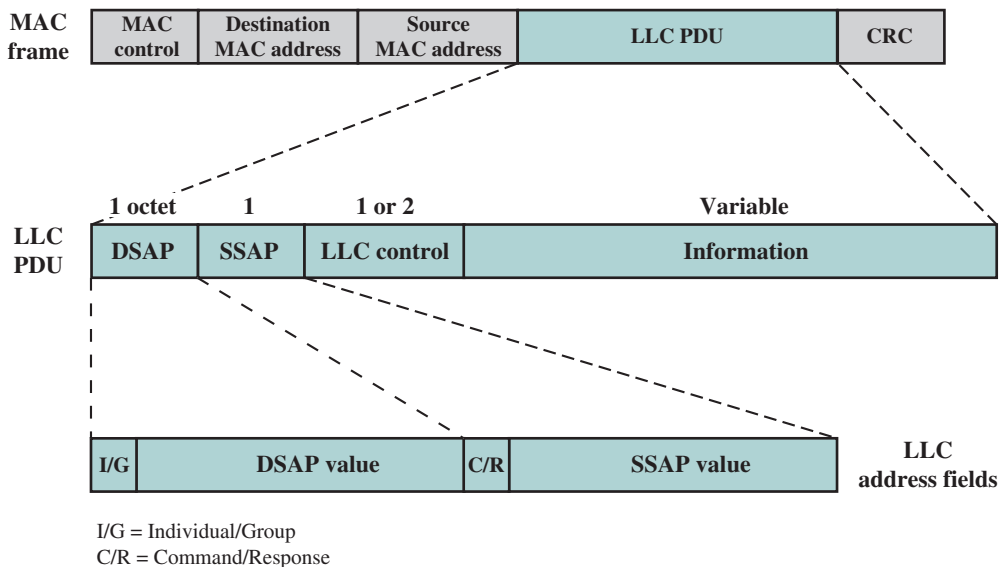 MAC frame
MAC control
Destination MAC address
Source MAC address
LLC PDU
CRC
1 octet
1
1 or 2
Variable
LLC PDU
DSAP
SSAP
LLC control
Information
I/G
DSAP value
C/R
SSAP value
LLC address fields
I/G = Individual/Group
C/R = Command/Response